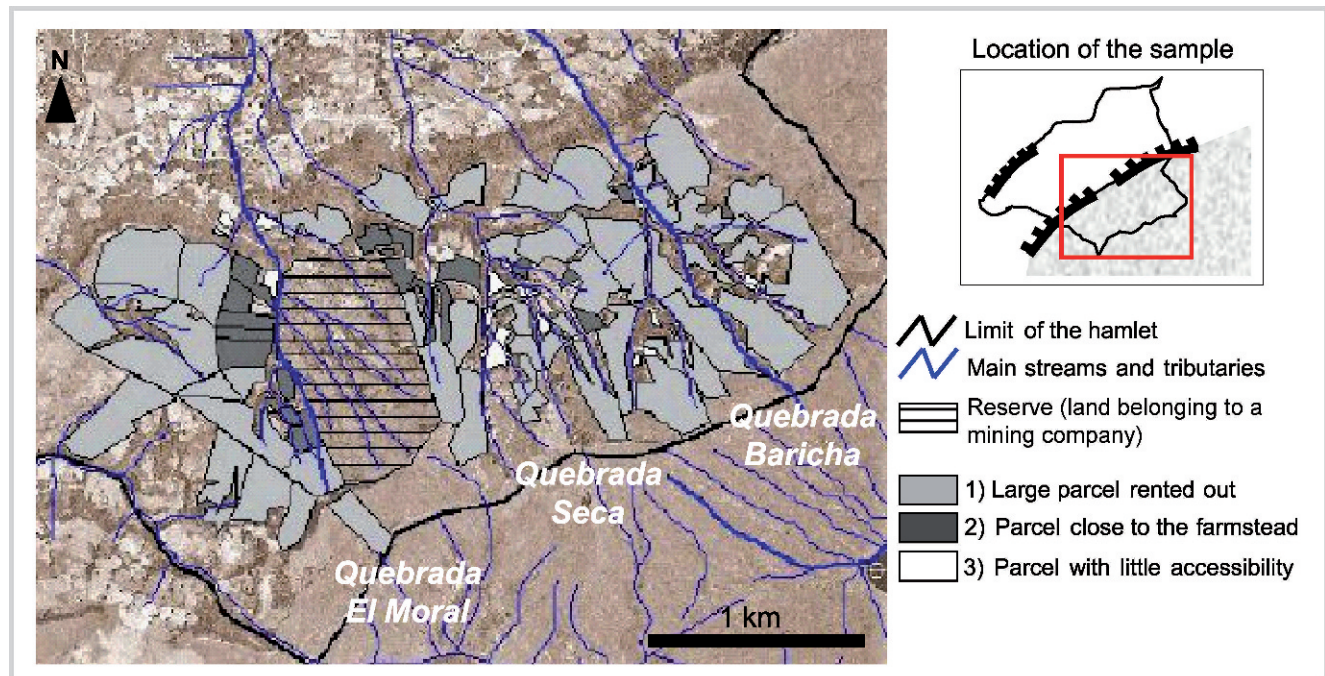 N
Quebrada
El Moral
Quebrada
Seca
Quebrada
Baricha
1 km
Location of the sample
Limit of the hamlet
Main streams and tributaries
Reserve (land belonging to a
mining company)
1) Large parcel rented out
2) Parcel close to the farmstead
3) Parcel with little accessibility